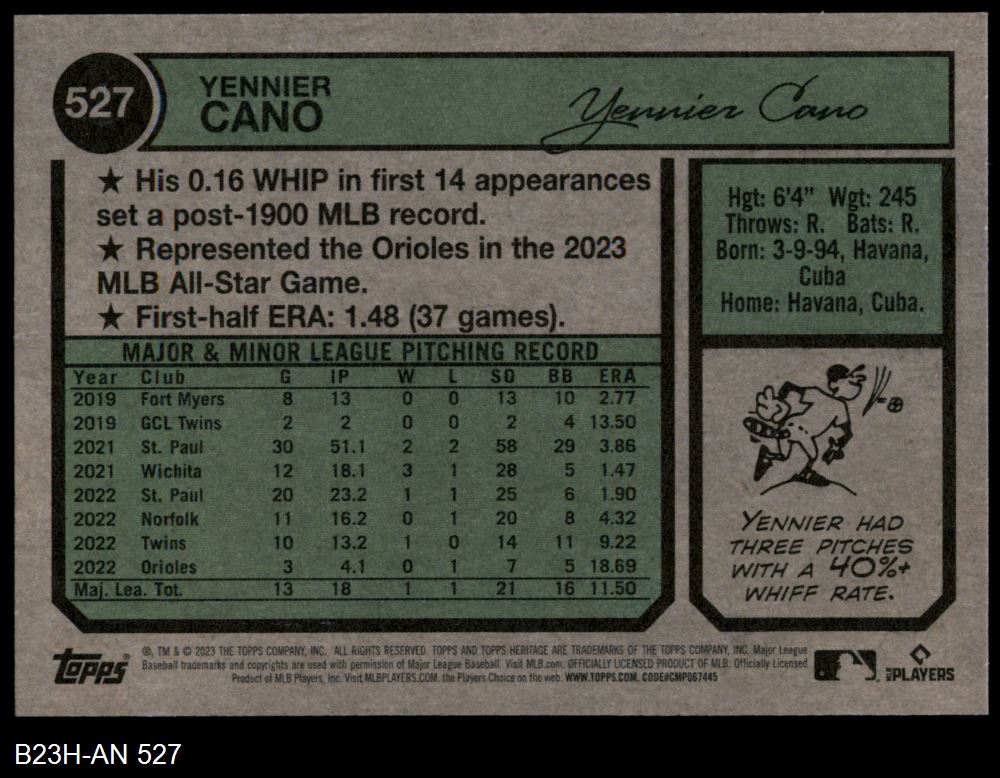 527
YENNIER
CANO
Yennier Cano
★ His 0.16 WHIP in first 14 appearances
set a post-1900 MLB record.
★ Represented the Orioles in the 2023
MLB All-Star Game.
★ First-half ERA: 1.48 (37 games).
Hgt: 6'4" Wgt: 245
Throws: R. Bats: R.
Born: 3-9-94, Havana,
Cuba
Home: Havana, Cuba.
MAJOR & MINOR LEAGUE PITCHING RECORD
Year Club G IP W L SO BB ERA
2019 Fort Myers 8 13 0 0 13 10 2.77
2019 GCL Twins 2 2 0 0 2 4 13.50
2021 St. Paul 30 51.1 2 2 58 29 3.86
2021 Wichita 12 18.1 3 1 28 5 1.47
2022 St. Paul 20 23.2 1 1 25 6 1.90
2022 Norfolk 11 16.2 0 1 20 8 4.32
2022 Twins 10 13.2 1 0 14 11 9.22
2022 Orioles 3 4.1 0 1 7 5 18.69
Maj. Lea. Tot. 13 18 1 1 21 16 11.50
YENNIER HAD
THREE PITCHES
WITH A 40%+
WHIFF RATE.
Topps®
®, TM & © 2023 THE TOPPS COMPANY, INC. ALL RIGHTS RESERVED. TOPPS AND TOPPS HERITAGE ARE TRADEMARKS OF THE TOPPS COMPANY, INC. Major League
Baseball trademarks and copyrights are used with permission of Major League Baseball. Visit MLB.com. OFFICIALLY LICENSED PRODUCT OF MLB. Officially Licensed
Product of MLB Players, Inc. Visit MLBPLAYERS.COM, the Players Choice on the web. WWW.TOPPS.COM. CODE#CMP067445
MLB PLAYERS
B23H-AN 527